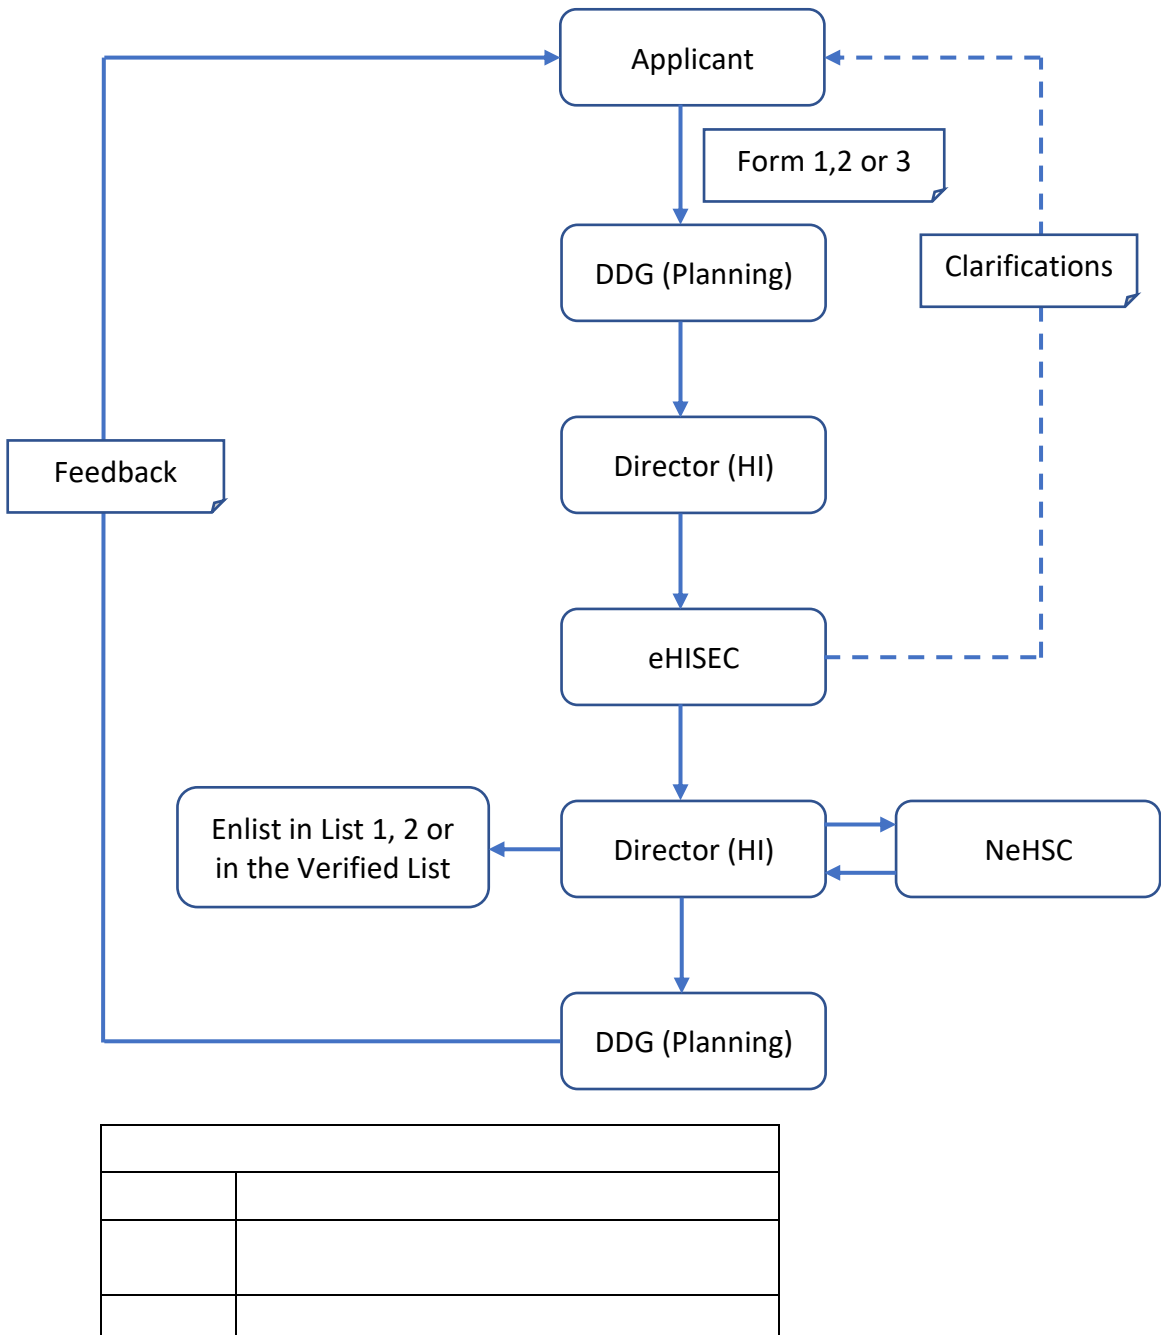 Applicant
Form 1,2 or 3
DDG (Planning)
Clarifications
Director (HI)
Feedback
eHISEC
Enlist in List 1, 2 or
in the Verified List
Director (HI)
NeHSC
DDG (Planning)